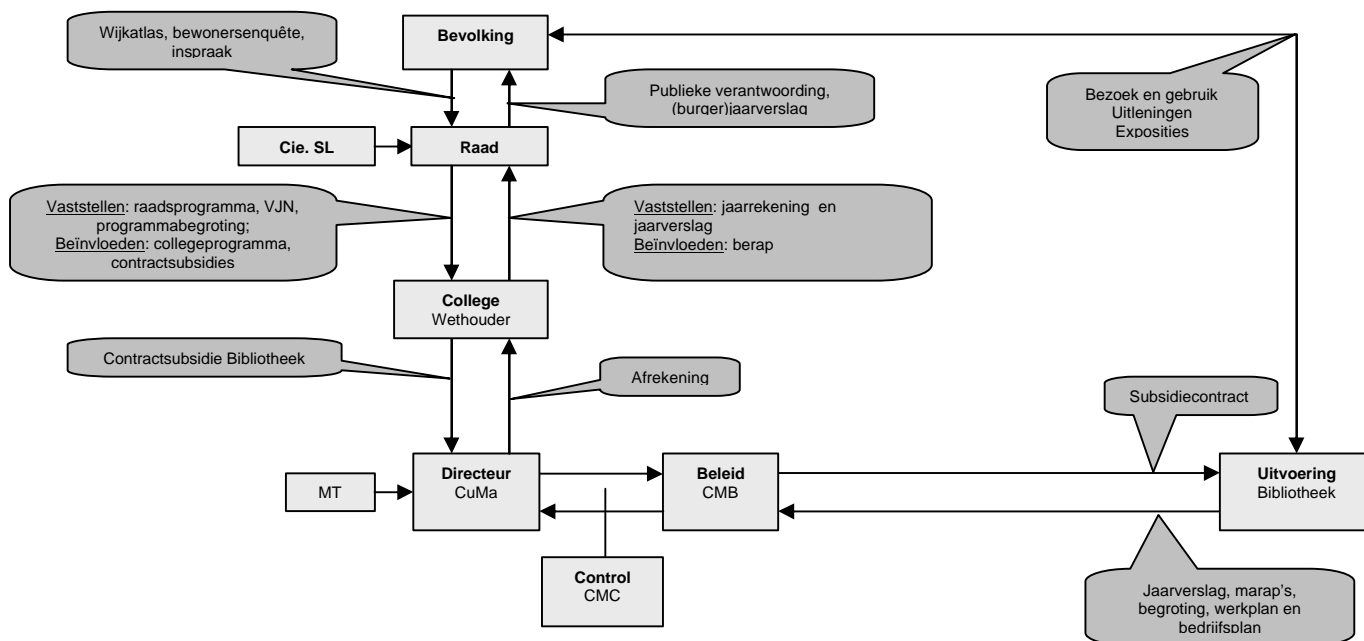 Wijkatlas, bewonersenquête,
inspraak
Bevolking
Publieke verantwoording,
(burger)jaarverslag
Bezoek en gebruik
Uitleningen
Exposities
Cie. SL
Raad
Vaststellen: raadsprogramma, VJN,
programmabegroting;
Beïnvloeden: collegeprogramma,
contractsubsidies
Vaststellen: jaarrekening en
jaarverslag
Beïnvloeden: berap
College
Wethouder
Contractsubsidie Bibliotheek
Afrekening
Subsidiecontract
MT
Directeur
CuMa
Beleid
CMB
Uitvoering
Bibliotheek
Control
CMC
Jaarverslag, marap's,
begroting, werkplan en
bedrijfsplan